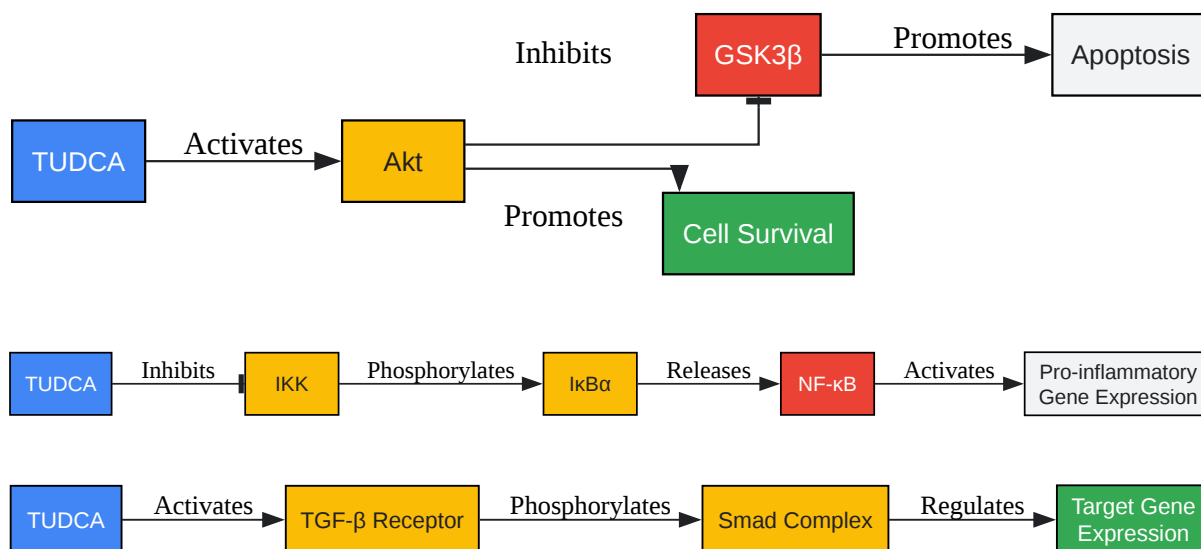 Inhibits
GSK3β
Promotes
Apoptosis
TUDCA
Activates
Akt
Promotes
Cell Survival
TUDCA
Inhibits
IKK
Phosphorylates
IκBα
Releases
NF-κB
Activates
Pro-inflammatory
Gene Expression
TUDCA
Activates
TGF-β Receptor
Phosphorylates
Smad Complex
Regulates
Target Gene
Expression